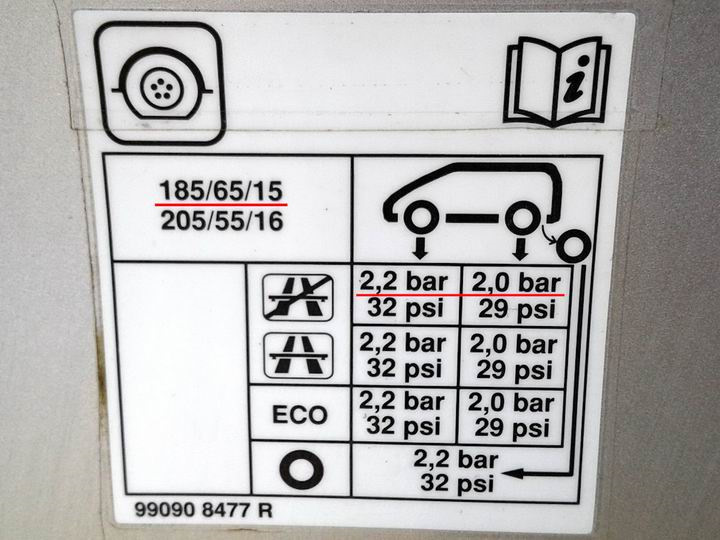 i
185/65/15
205/55/16
2,2 bar 2,0 bar
32 psi 29 psi
2,2 bar 2,0 bar
32 psi 29 psi
ECO 2,2 bar 2,0 bar
32 psi 29 psi
2,2 bar
32 psi
99090 8477 R